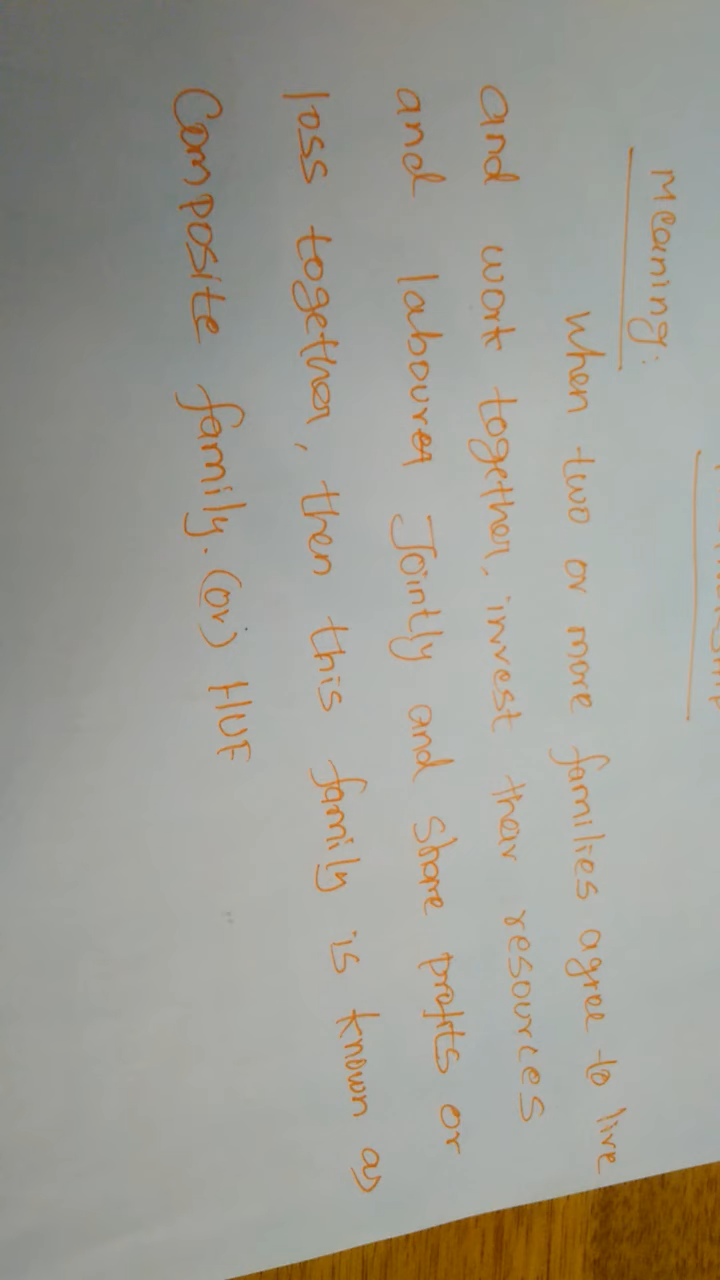 Meaning:
When two or more families agree to live
and work together, invest their resources
and labourer Jointly and share profits or
loss together, then this family is known as
Composite family. (or) HUF